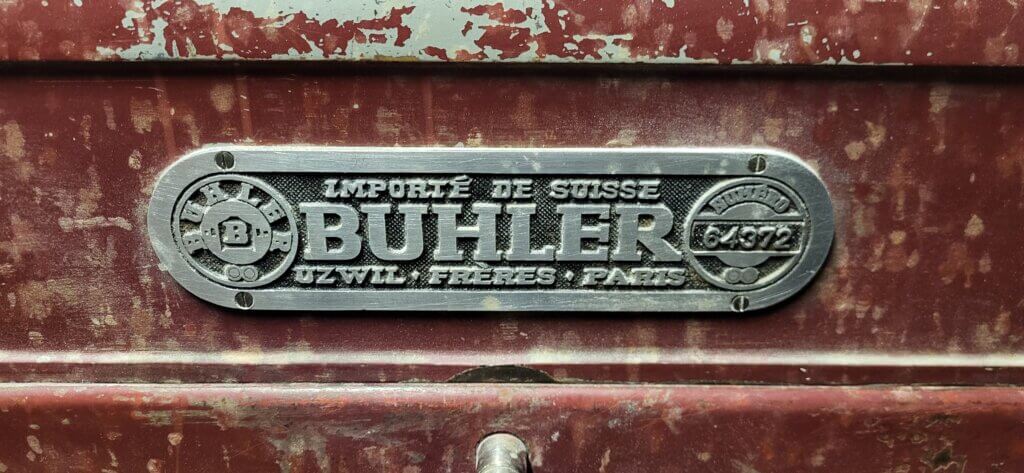 IMPORTÉ DE SUISSE
BUHLER
UZWIL · FRÈRES · PARIS
BUHLER
B
NUMÉRO
64372